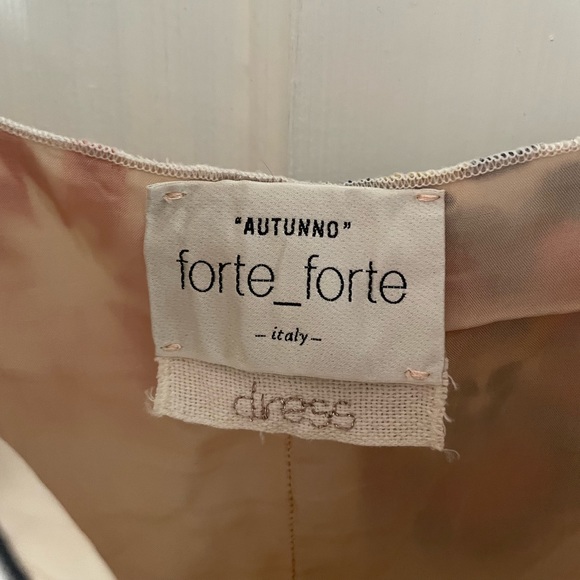 "AUTUNNO"
forte_forte
- italy -
dress